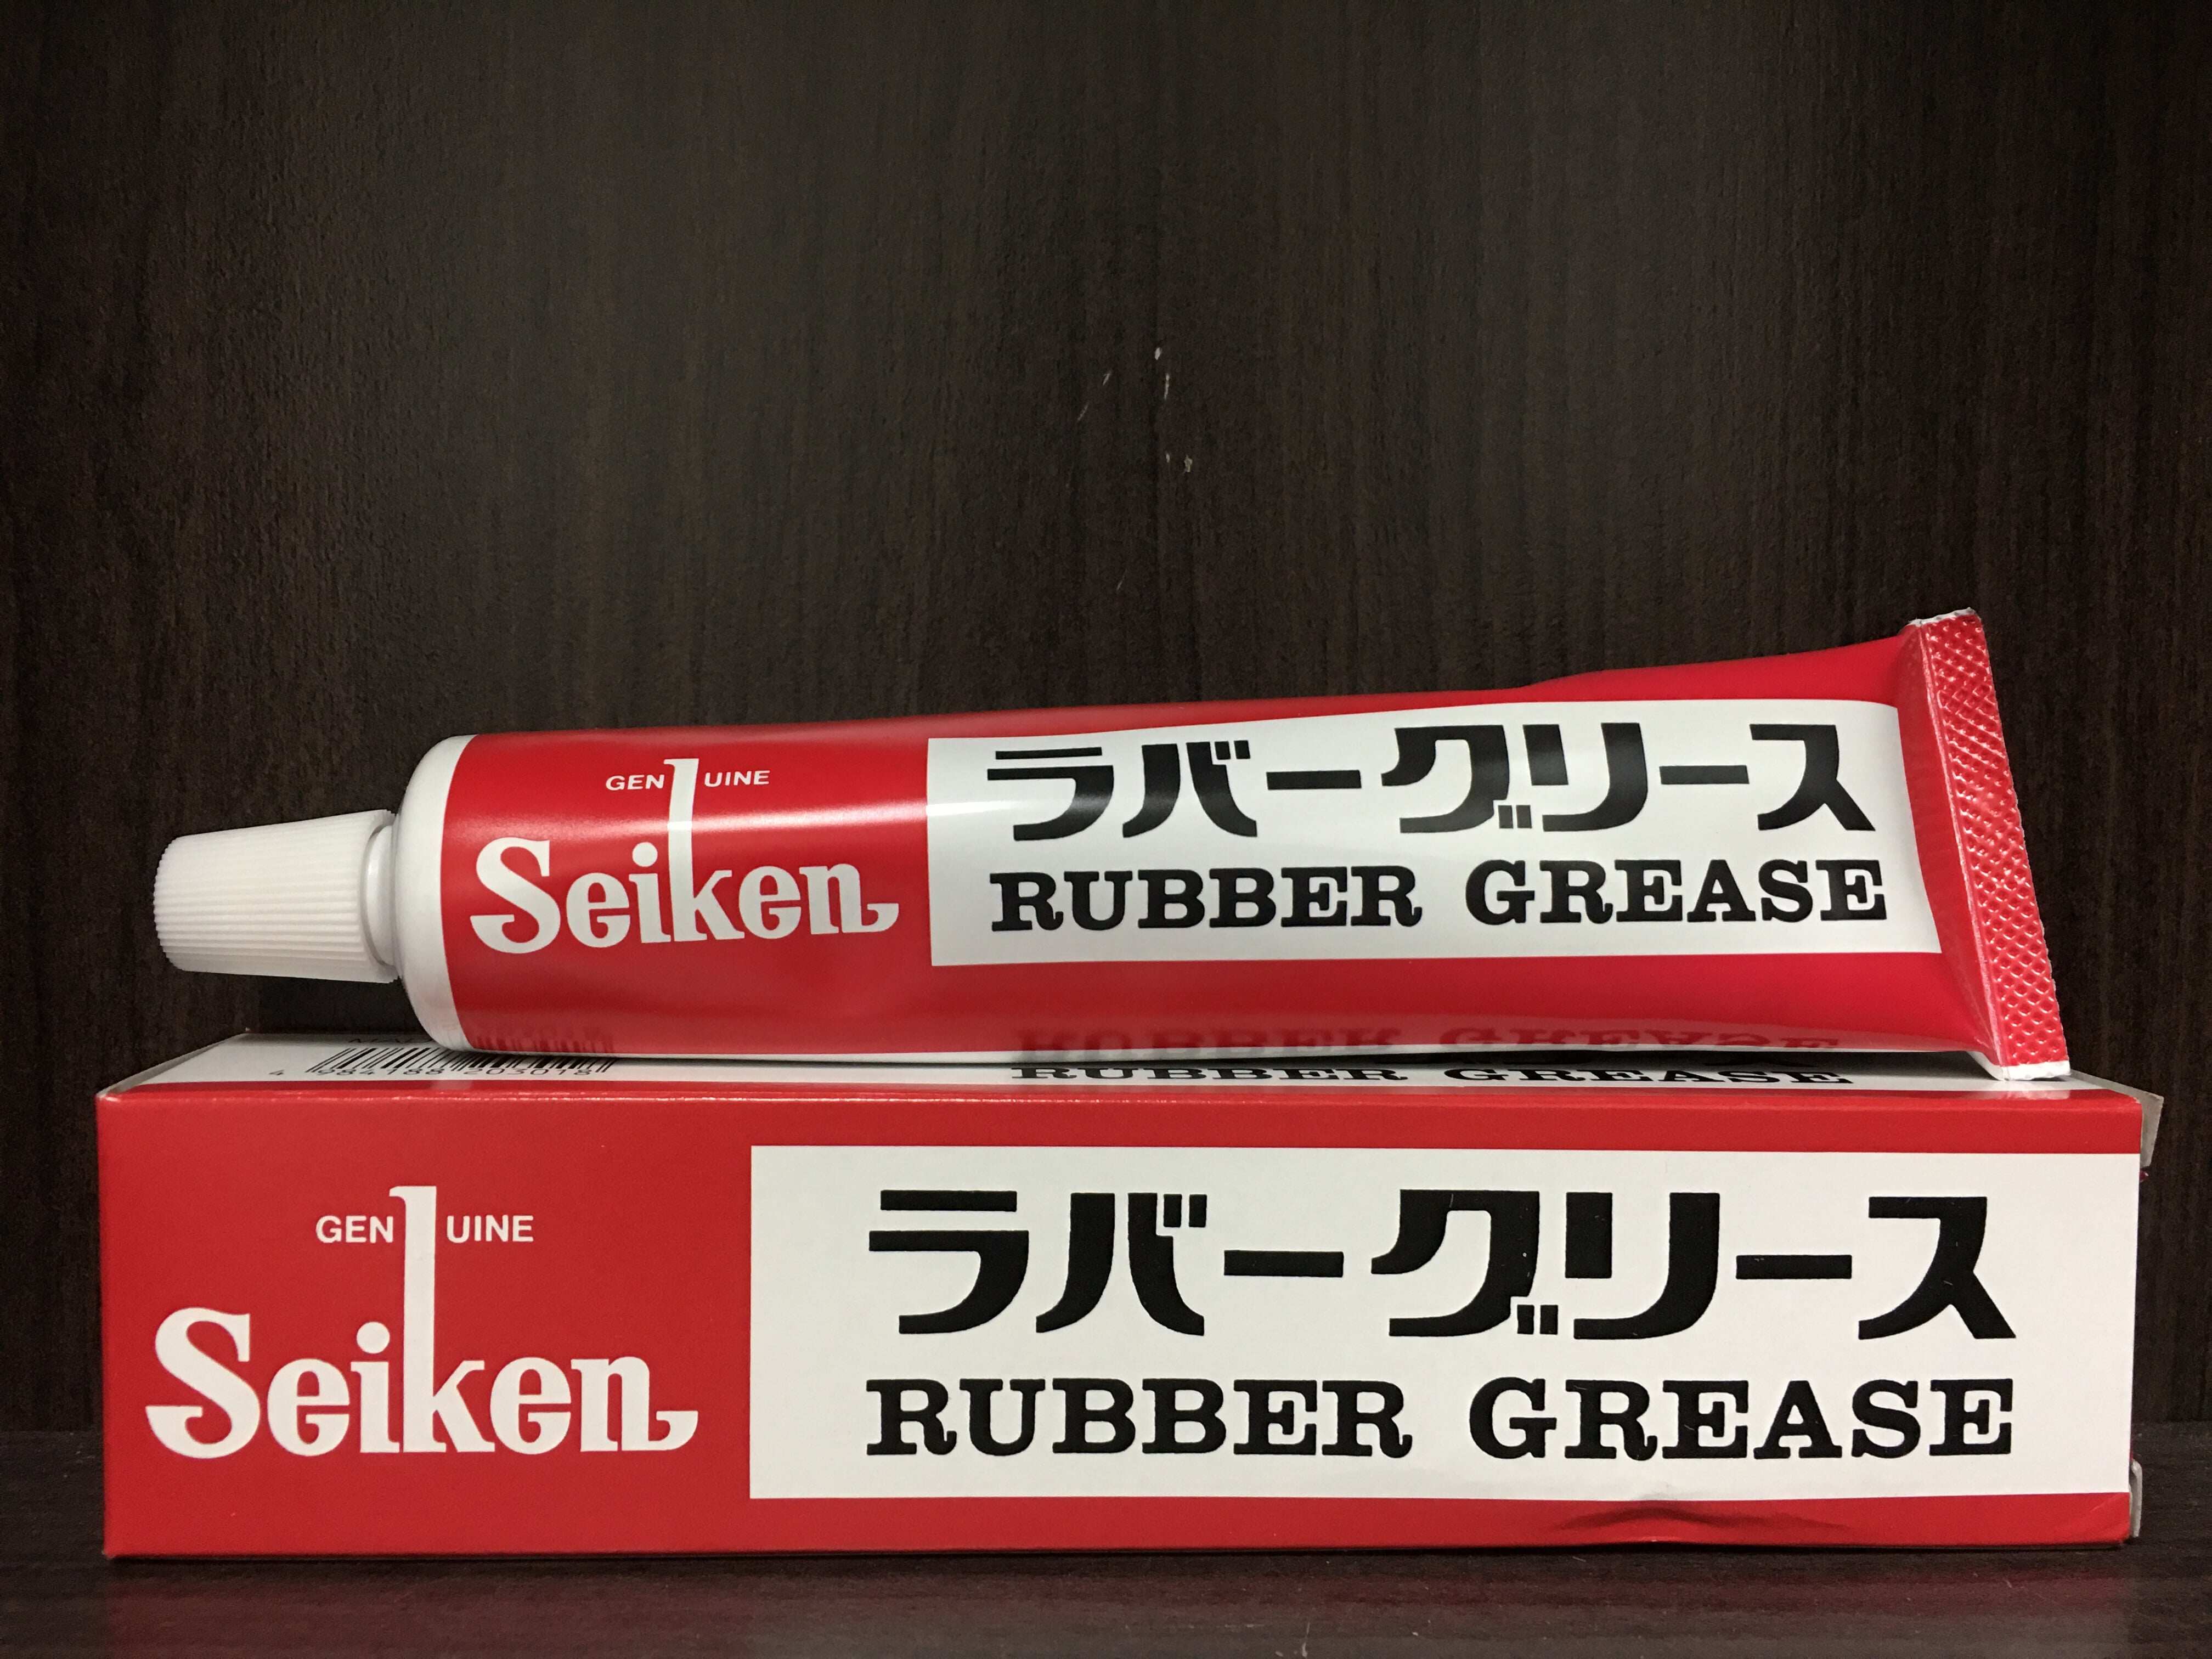 GENUINE
Seiken
ラバーグリース
RUBBER GREASE
RUBBER GREASE
GENUINE
Seiken
ラバーグリース
RUBBER GREASE